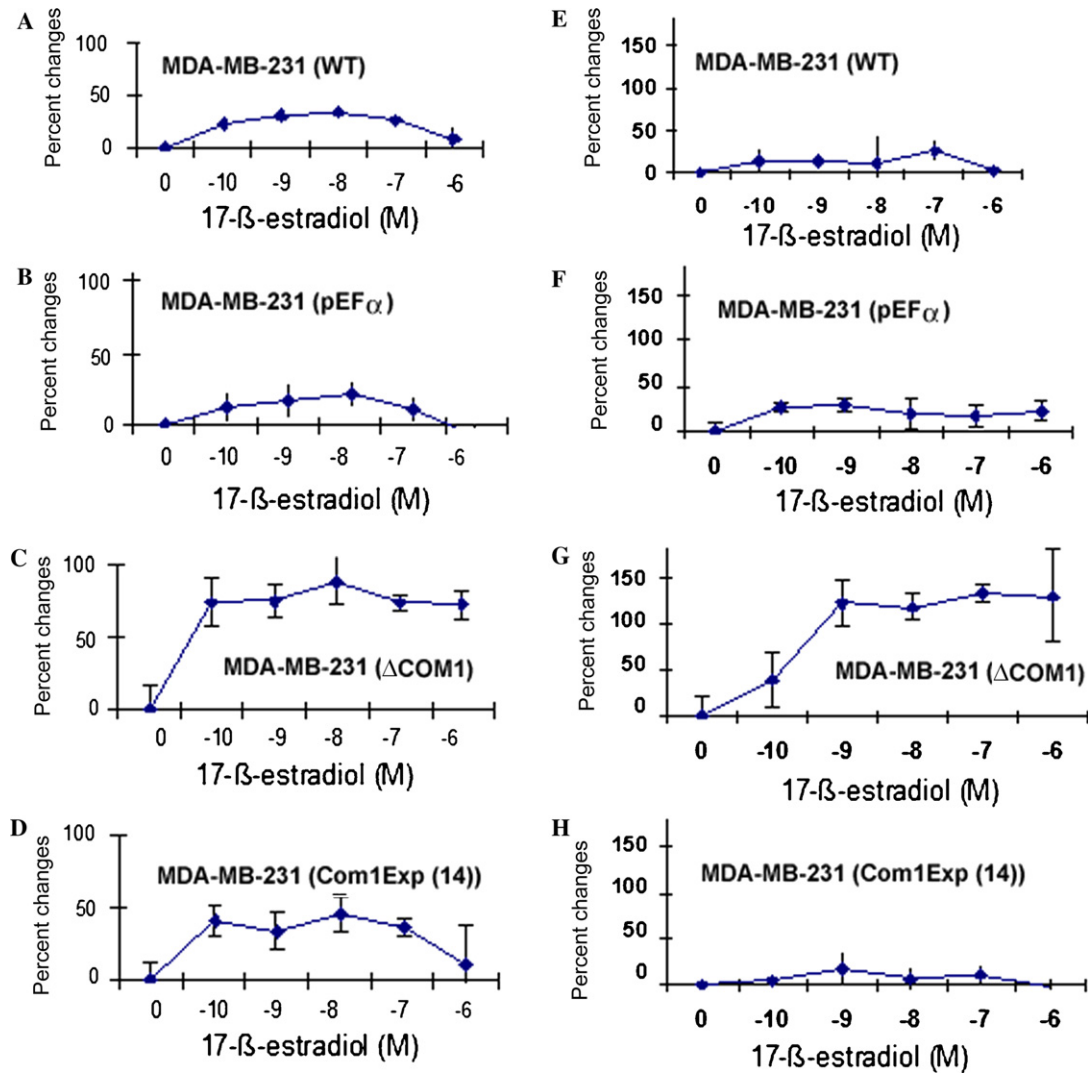 A
Percent changes
100
50
0
MDA-MB-231 (WT)
0 -10 -9 -8 -7 -6
17-ß-estradiol (M)
B
Percent changes
100
50
0
MDA-MB-231 (pEFα)
0 -10 -9 -8 -7 -6
17-ß-estradiol (M)
C
Percent changes
100
50
0
MDA-MB-231 (ΔCOM1)
0 -10 -9 -8 -7 -6
17-ß-estradiol (M)
D
Percent changes
100
50
0
MDA-MB-231 (Com1Exp (14))
0 -10 -9 -8 -7 -6
17-ß-estradiol (M)
E
Percent changes
150
100
50
0
MDA-MB-231 (WT)
0 -10 -9 -8 -7 -6
17-ß-estradiol (M)
F
Percent changes
150
100
50
0
MDA-MB-231 (pEFα)
0 -10 -9 -8 -7 -6
17-ß-estradiol (M)
G
Percent changes
150
100
50
0
MDA-MB-231 (ΔCOM1)
0 -10 -9 -8 -7 -6
17-ß-estradiol (M)
H
Percent changes
150
100
50
0
MDA-MB-231 (Com1Exp (14))
0 -10 -9 -8 -7 -6
17-ß-estradiol (M)